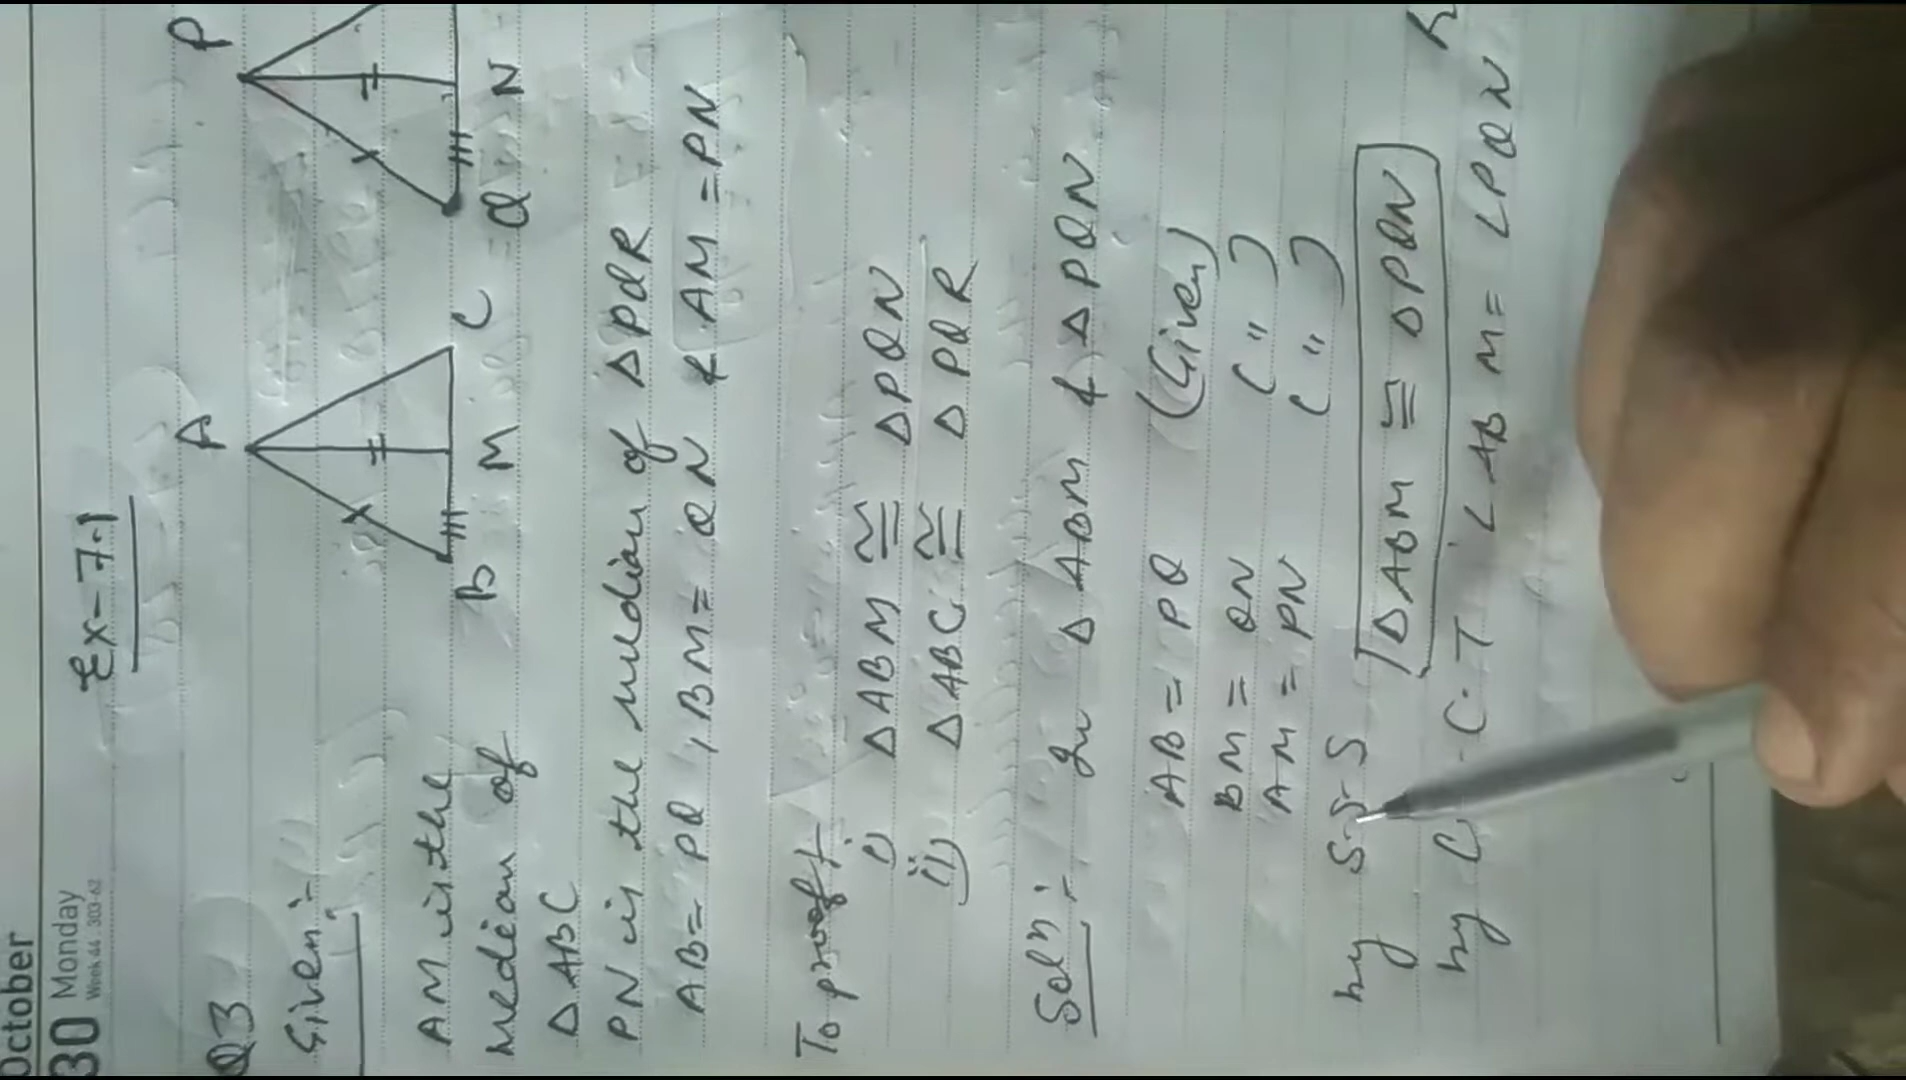 October
30 Monday
Week 44 . 303-62
Ex-7.1
Q3
Given:-
A
P
B M C
Q N
AM is the
median of
△ABC
PN is the median of △PQR
AB = PQ, BM = QN & AM = PN
To proof:-
i) △ABM ≅ △PQN
ii) △ABC ≅ △PQR
Soln:- In △ABM & △PQN
AB = PQ (Given)
BM = QN ( " )
AM = PN ( " )
by S.S.S △ABM ≅ △PQN
by C.P.C.T ∠ABM = ∠PQN